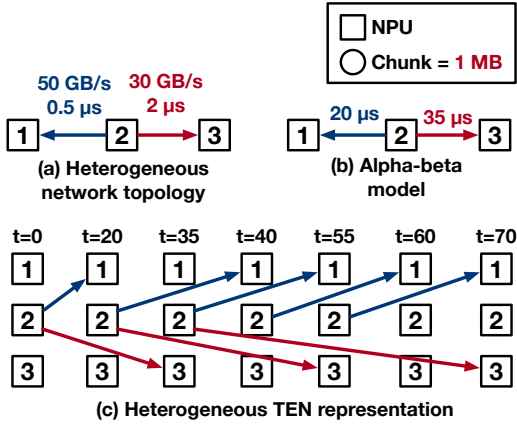 NPU
Chunk = 1 MB
50 GB/s 30 GB/s
0.5 μs 2 μs
1 2 3
(a) Heterogeneous
network topology
20 μs 35 μs
1 2 3
(b) Alpha-beta
model
t=0 t=20 t=35 t=40 t=55 t=60 t=70
1 1 1 1 1 1 1
2 2 2 2 2 2 2
3 3 3 3 3 3 3
(c) Heterogeneous TEN representation